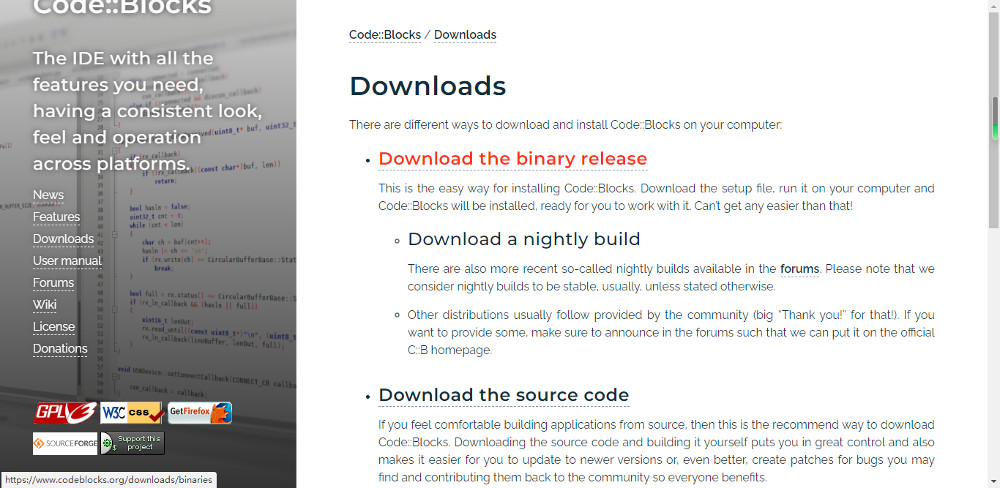 Code::Blocks
The IDE with all the
features you need,
having a consistent look,
feel and operation
across platforms.
News
Features
Downloads
User manual
Forums
Wiki
License
Donations
GPL v3
W3C css
GetFirefox
SOURCEFORGE
$ Support this
project
https://www.codeblocks.org/downloads/binaries
Code::Blocks / Downloads
Downloads
There are different ways to download and install Code::Blocks on your computer:
• Download the binary release
This is the easy way for installing Code::Blocks. Download the setup file, run it on your computer and
Code::Blocks will be installed, ready for you to work with it. Can’t get any easier than that!
◦ Download a nightly build
There are also more recent so-called nightly builds available in the forums. Please note that we
consider nightly builds to be stable, usually, unless stated otherwise.
◦ Other distributions usually follow provided by the community (big “Thank you!” for that!). If you
want to provide some, make sure to announce in the forums such that we can put it on the official
C::B homepage.
• Download the source code
If you feel comfortable building applications from source, then this is the recommend way to download
Code::Blocks. Downloading the source code and building it yourself puts you in great control and also
makes it easier for you to update to newer versions or, even better, create patches for bugs you may
find and contributing them back to the community so everyone benefits.